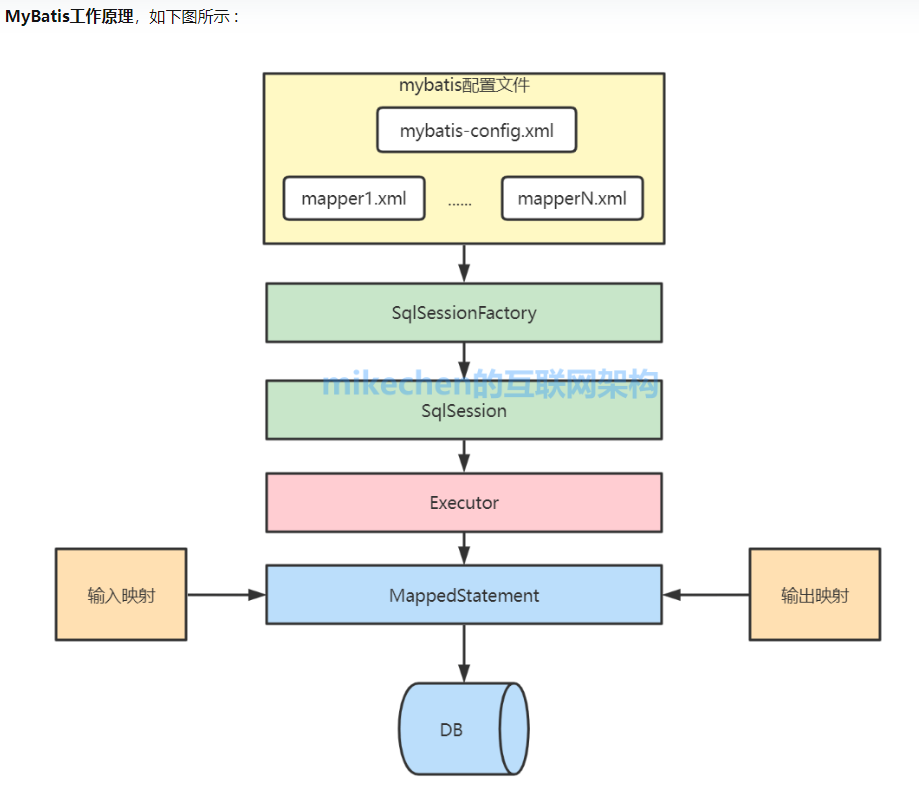 MyBatis工作原理，如下图所示：
mybatis配置文件
mybatis-config.xml
mapper1.xml ...... mapperN.xml
SqlSessionFactory
mikechen的互联网架构
SqlSession
Executor
输入映射 MappedStatement 输出映射
DB